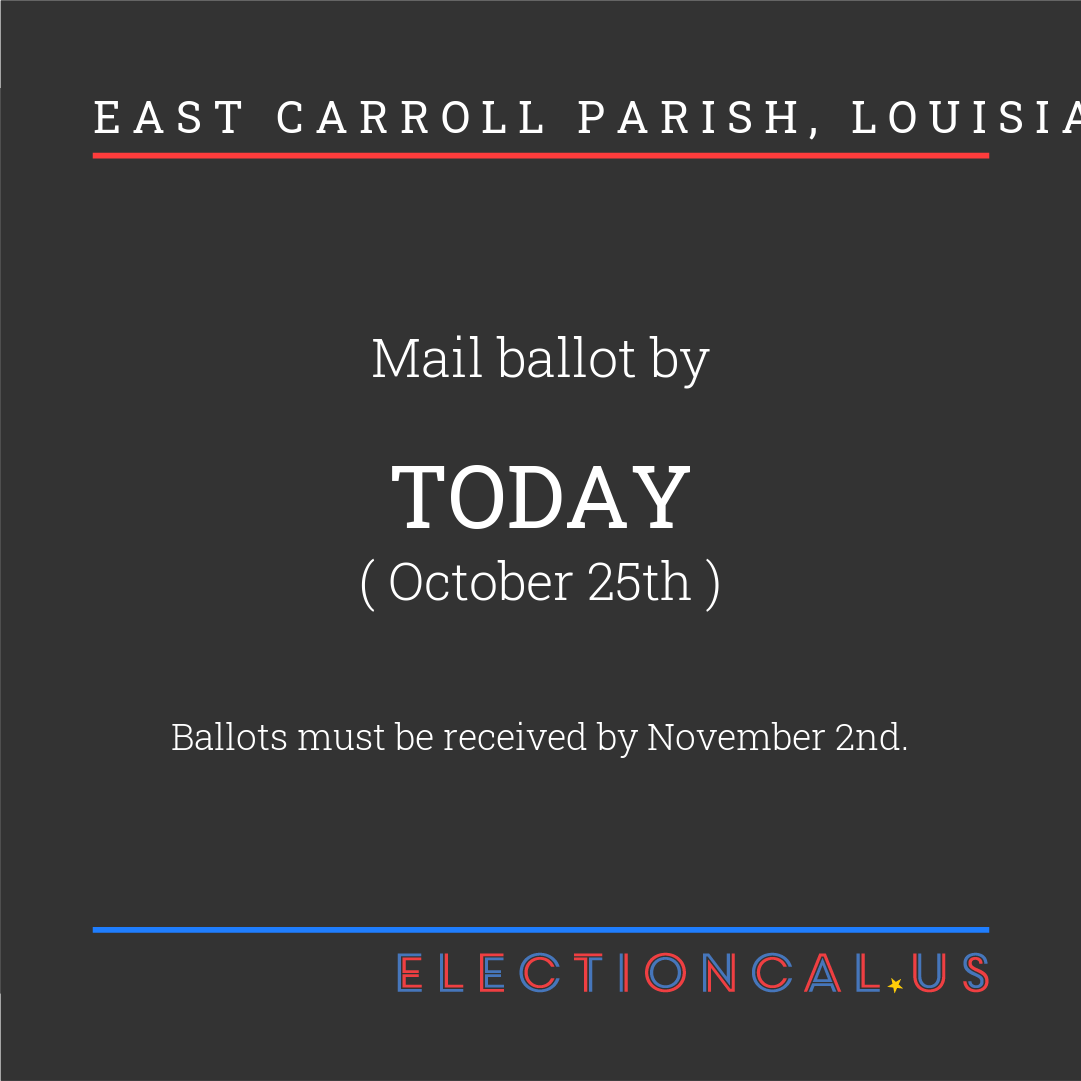 EAST CARROLL PARISH, LOUISIA
Mail ballot by
TODAY
( October 25th )
Ballots must be received by November 2nd.
ELECTIONCAL.US